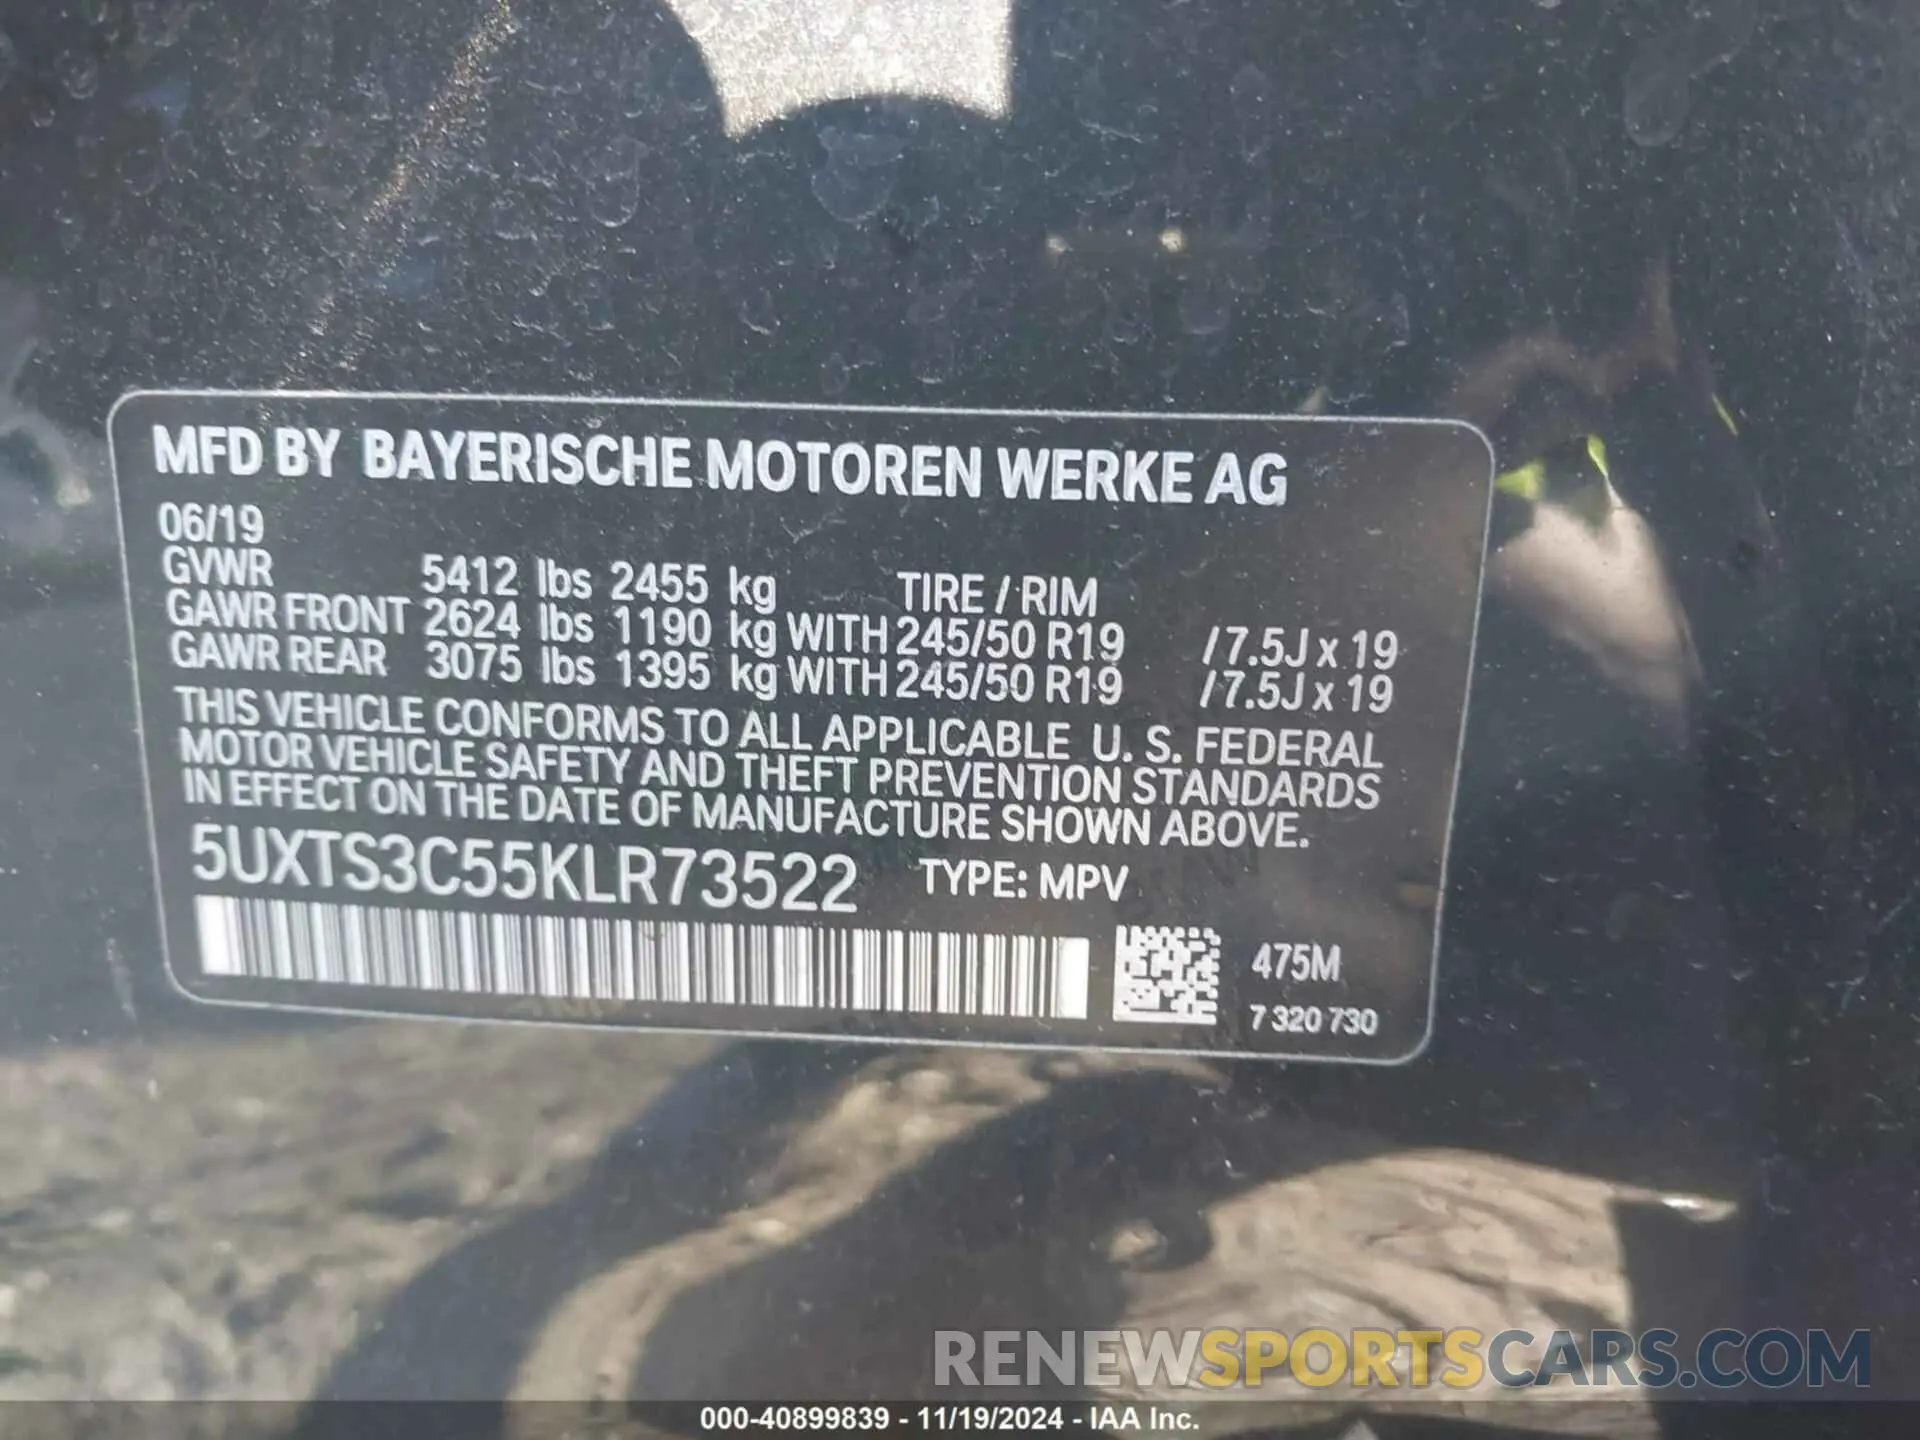 MFD BY BAYERISCHE MOTOREN WERKE AG
06/19
GVWR 5412 lbs 2455 kg TIRE / RIM
GAWR FRONT 2624 lbs 1190 kg WITH 245/50 R19 /7.5J x 19
GAWR REAR 3075 lbs 1395 kg WITH 245/50 R19 /7.5J x 19
THIS VEHICLE CONFORMS TO ALL APPLICABLE U. S. FEDERAL
MOTOR VEHICLE SAFETY AND THEFT PREVENTION STANDARDS
IN EFFECT ON THE DATE OF MANUFACTURE SHOWN ABOVE.
5UXTS3C55KLR73522 TYPE: MPV
475M
7 320 730
RENEWSPORTSCARS.COM
000-40899839 - 11/19/2024 - IAA Inc.